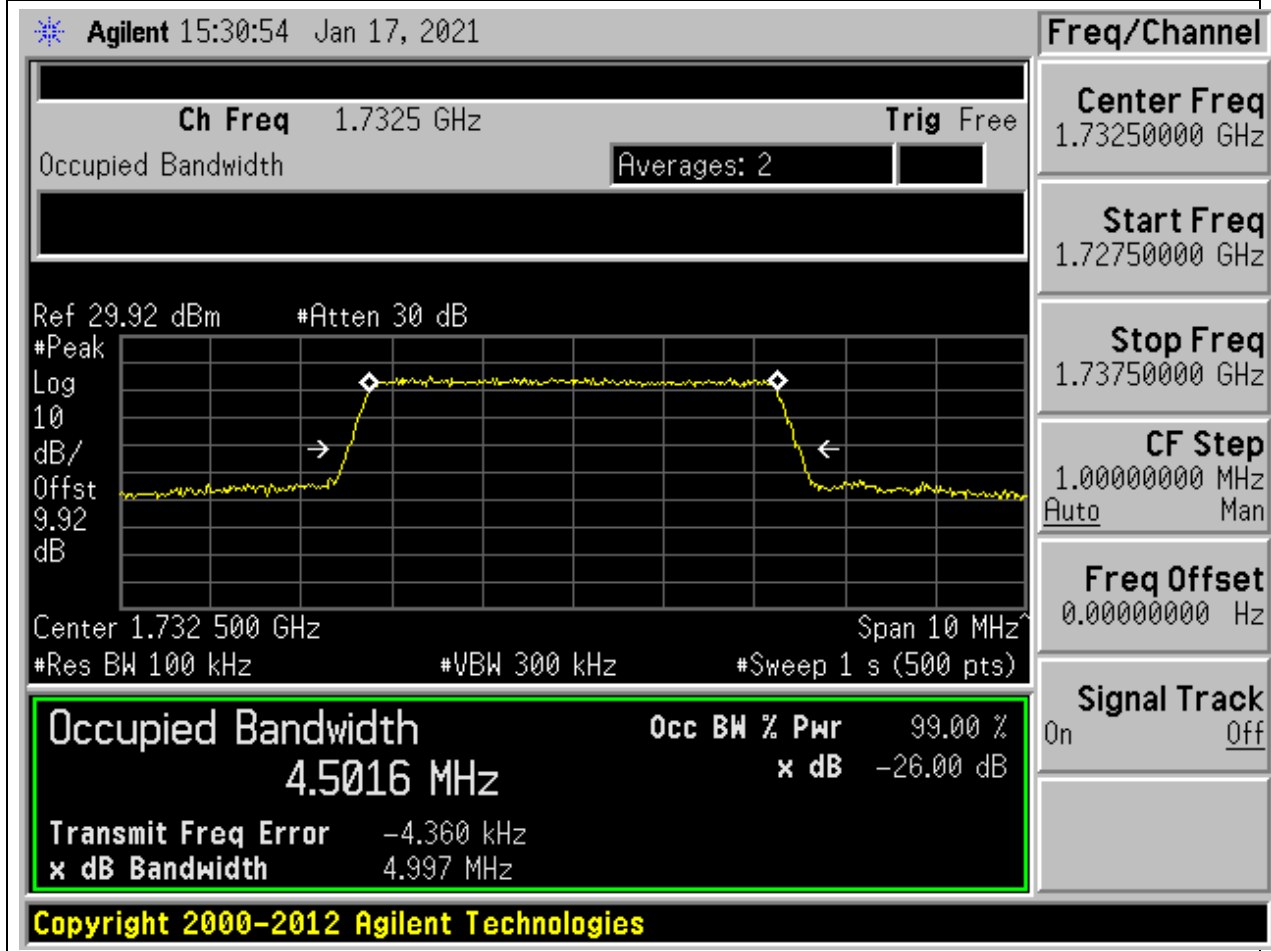 Agilent 15:30:54 Jan 17, 2021
Ch Freq 1.7325 GHz Trig Free
Occupied Bandwidth Averages: 2
Ref 29.92 dBm #Atten 30 dB
#Peak
Log
10
dB/
Offst
9.92
dB
Center 1.732 500 GHz Span 10 MHz^
#Res BW 100 kHz #VBW 300 kHz #Sweep 1 s (500 pts)
Occupied Bandwidth Occ BW % Pwr 99.00 %
4.5016 MHz x dB -26.00 dB
Transmit Freq Error -4.360 kHz
x dB Bandwidth 4.997 MHz
Copyright 2000-2012 Agilent Technologies
Freq/Channel
Center Freq
1.73250000 GHz
Start Freq
1.72750000 GHz
Stop Freq
1.73750000 GHz
CF Step
1.00000000 MHz
Auto Man
Freq Offset
0.00000000 Hz
Signal Track
On Off